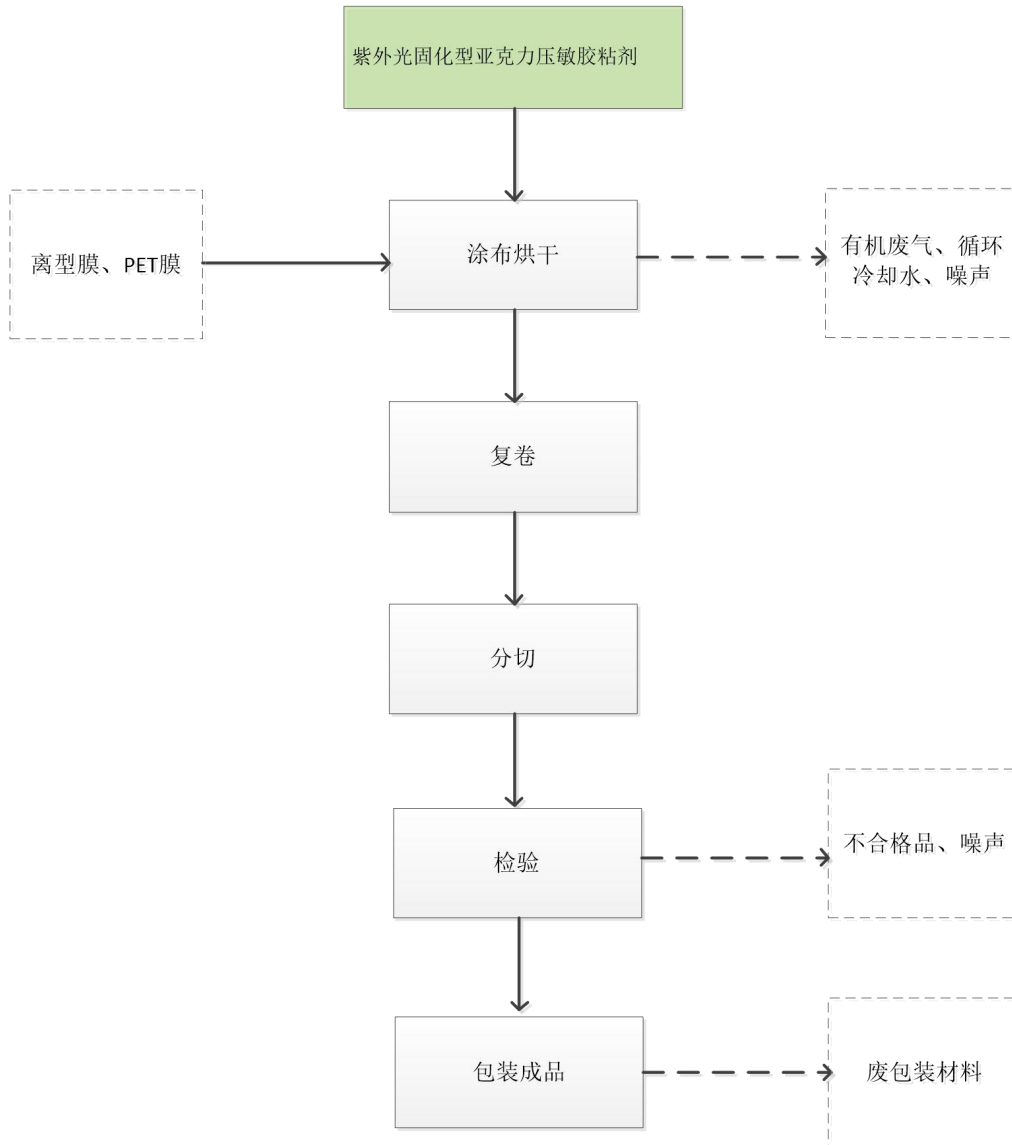 紫外光固化型亚克力压敏胶粘剂
离型膜、PET膜
涂布烘干
有机废气、循环
冷却水、噪声
复卷
分切
检验
不合格品、噪声
包装成品
废包装材料